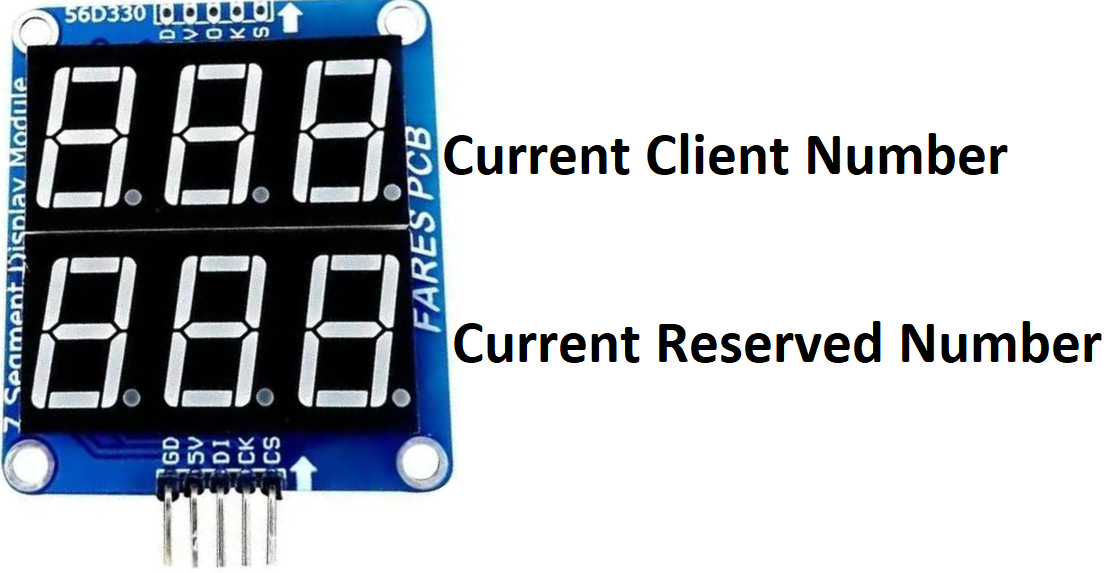 56D330
D V O K S
7 Segment Display Module
FARES PCB
Current Client Number
Current Reserved Number
GD 5V DI CK CS